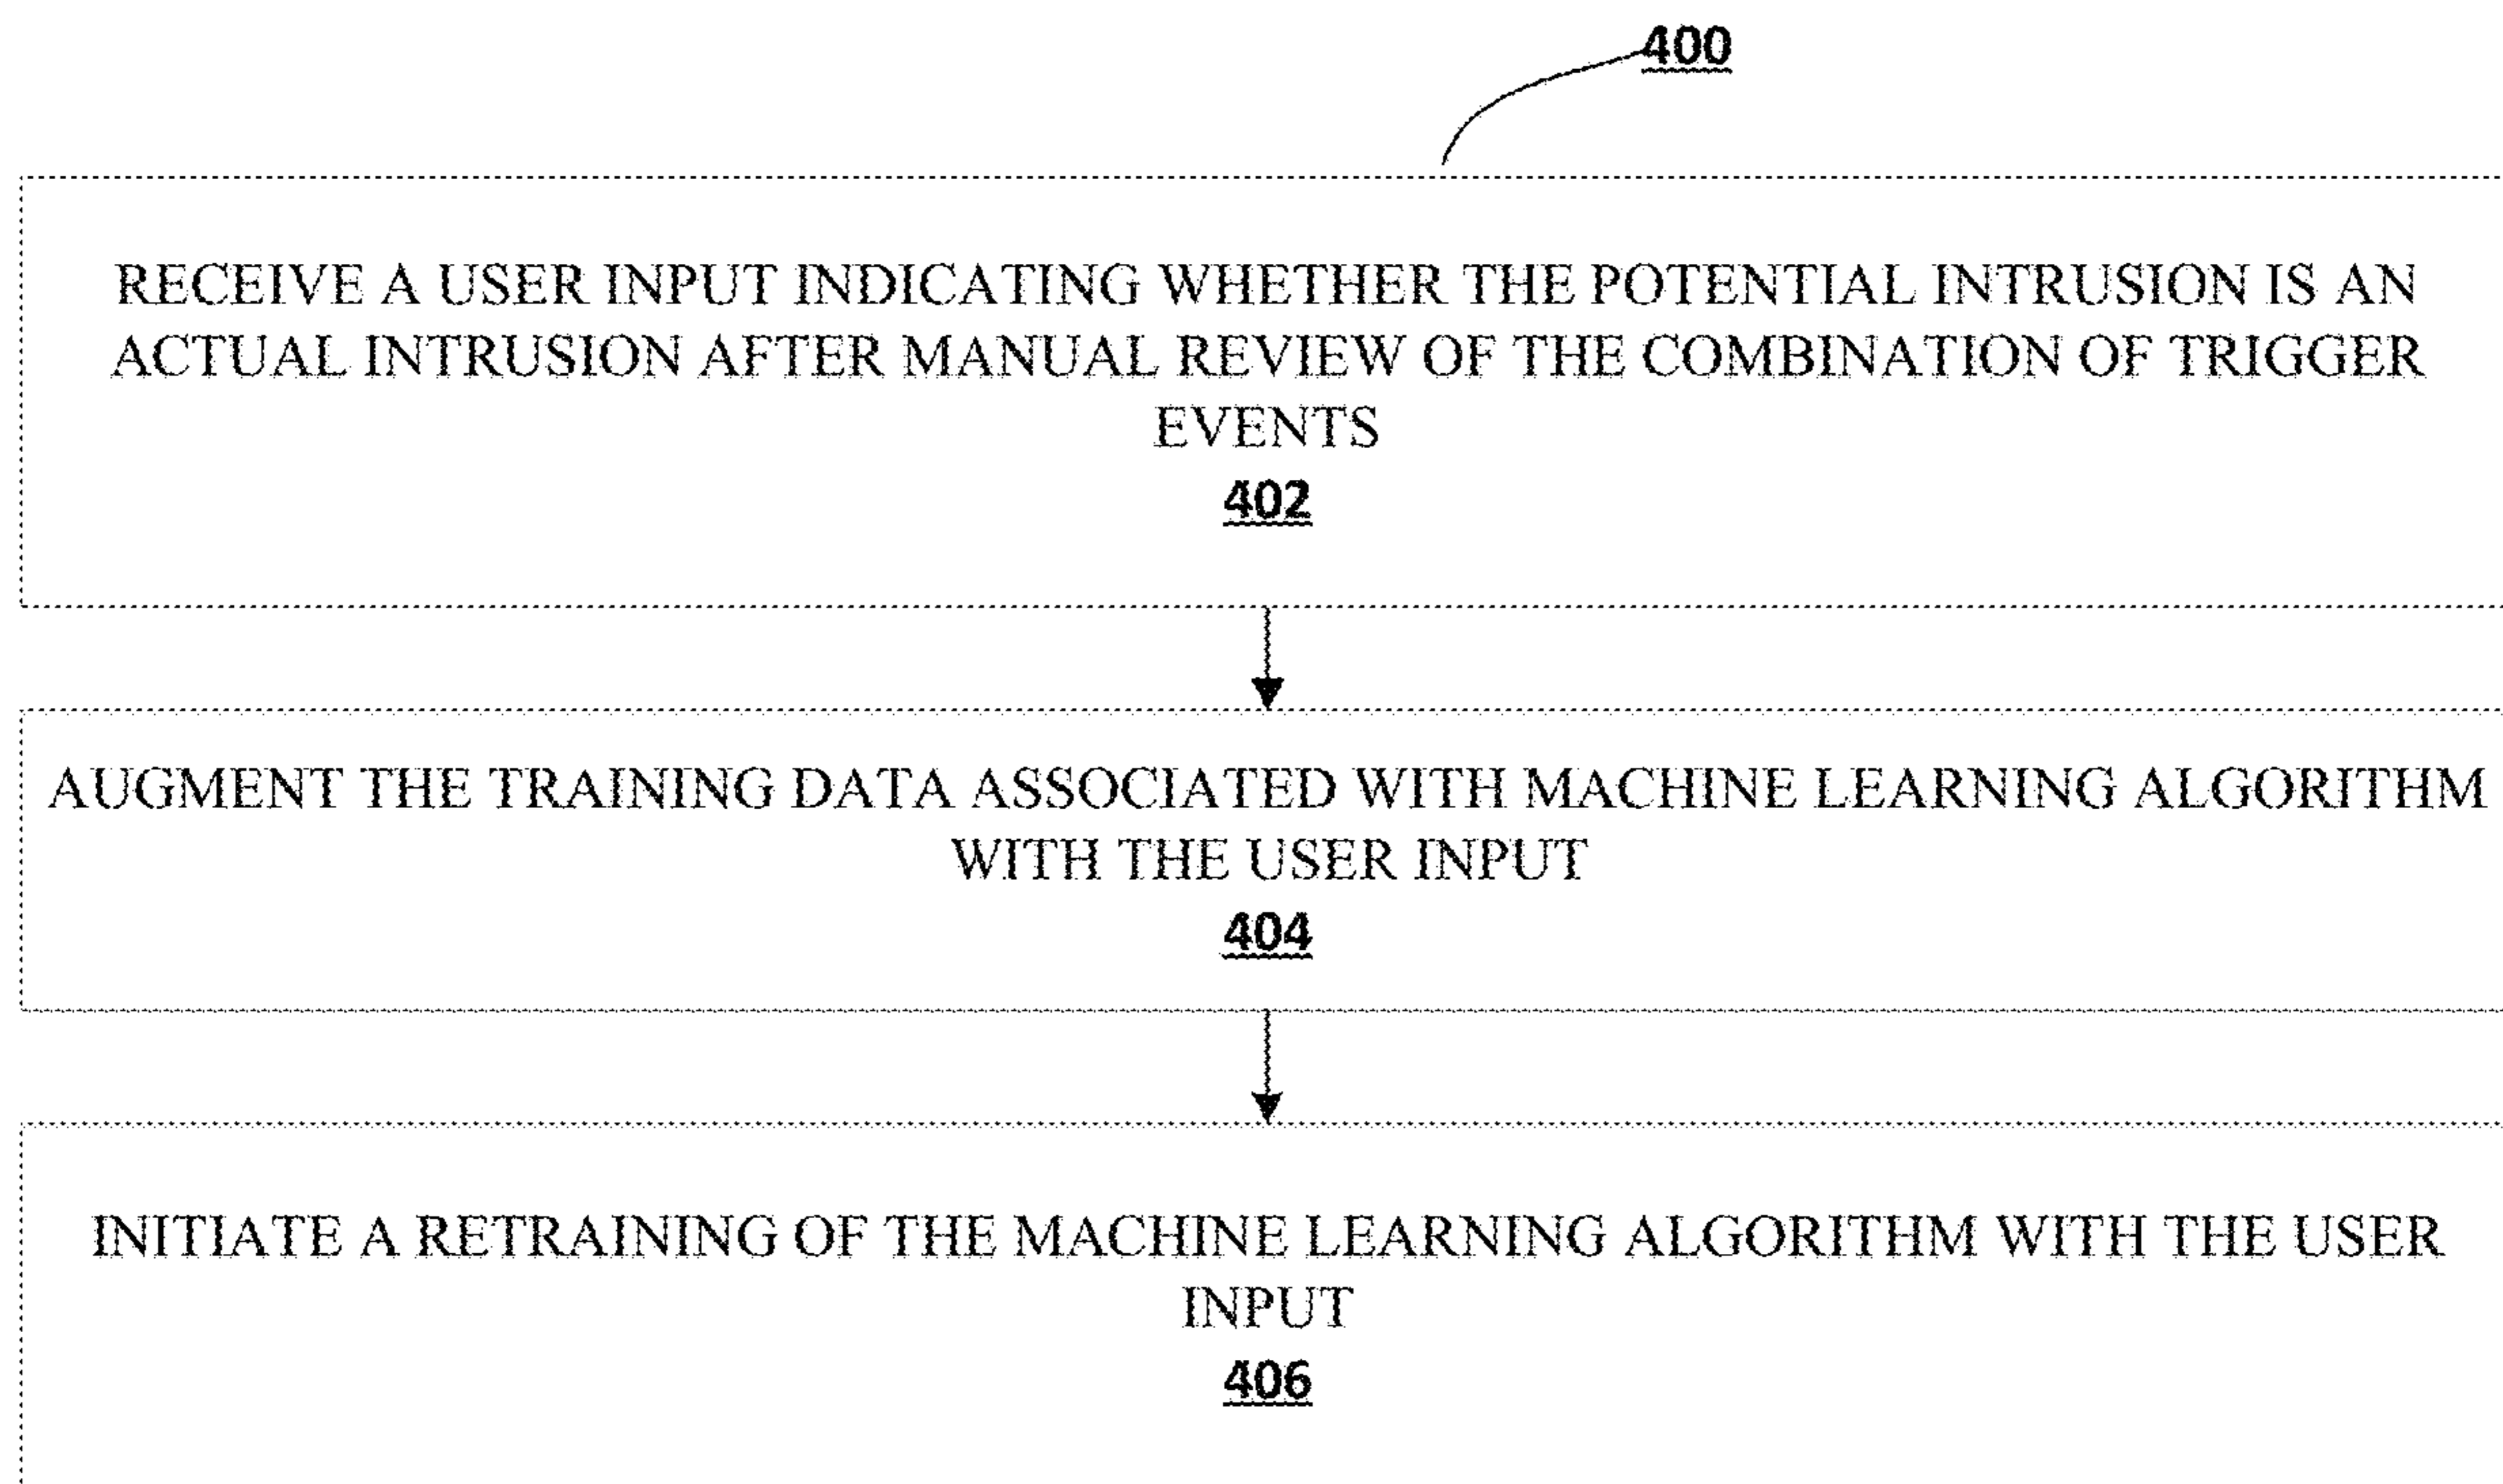 400
RECEIVE A USER INPUT INDICATING WHETHER THE POTENTIAL INTRUSION IS AN
ACTUAL INTRUSION AFTER MANUAL REVIEW OF THE COMBINATION OF TRIGGER
EVENTS
402
AUGMENT THE TRAINING DATA ASSOCIATED WITH MACHINE LEARNING ALGORITHM
WITH THE USER INPUT
404
INITIATE A RETRAINING OF THE MACHINE LEARNING ALGORITHM WITH THE USER
INPUT
406